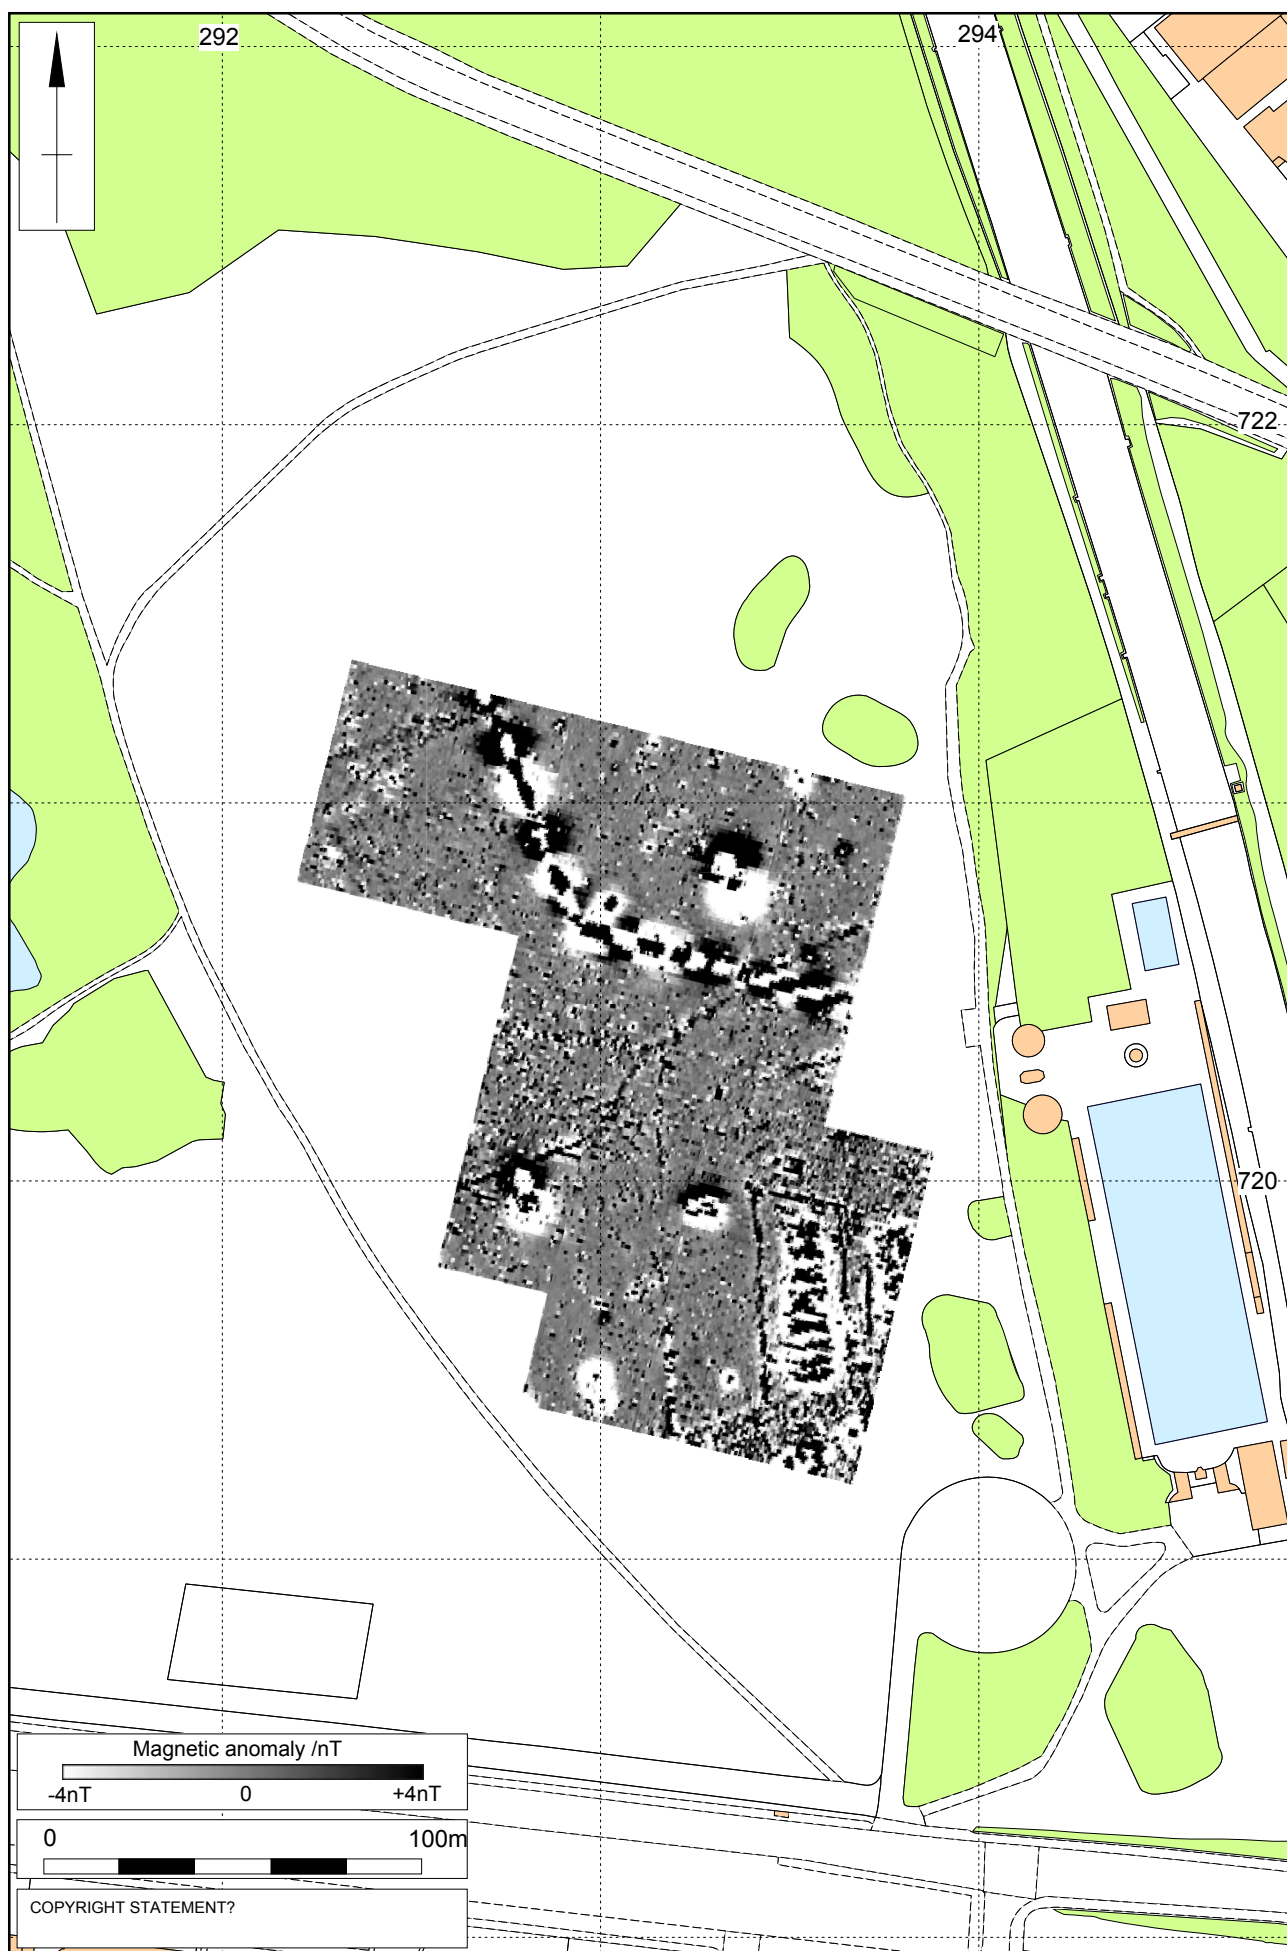 292
294
722
720
Magnetic anomaly /nT
-4nT 0 +4nT
0 100m
COPYRIGHT STATEMENT?